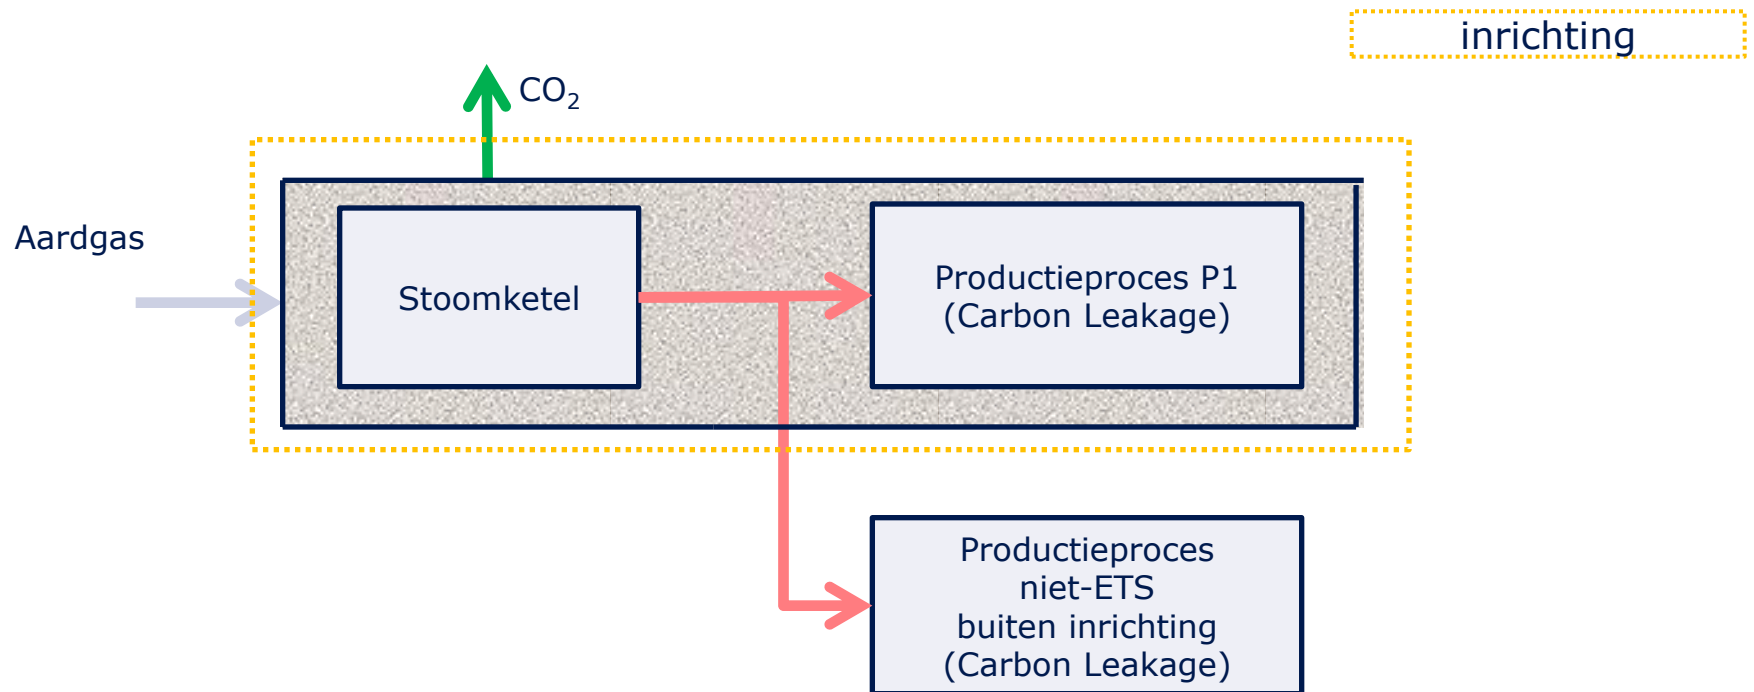 inrichting
CO₂
Aardgas
Stoomketel
Productieproces P1
(Carbon Leakage)
Productieproces
niet-ETS
buiten inrichting
(Carbon Leakage)